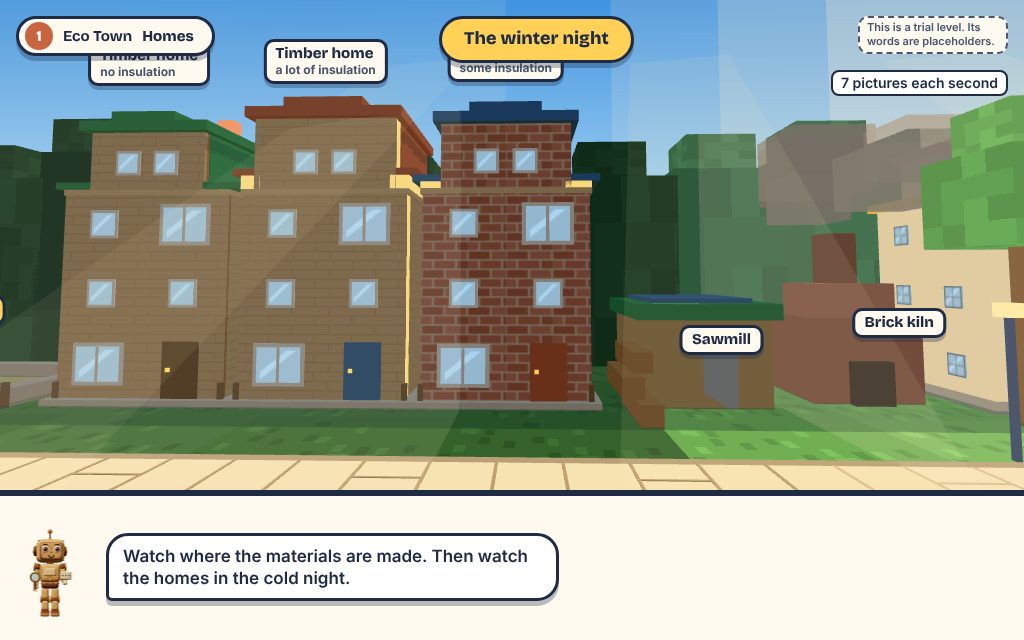 1 Eco Town Homes
The winter night
This is a trial level. Its
words are placeholders.
Timber home
no insulation
Timber home
a lot of insulation
some insulation
7 pictures each second
Sawmill
Brick kiln
Watch where the materials are made. Then watch
the homes in the cold night.